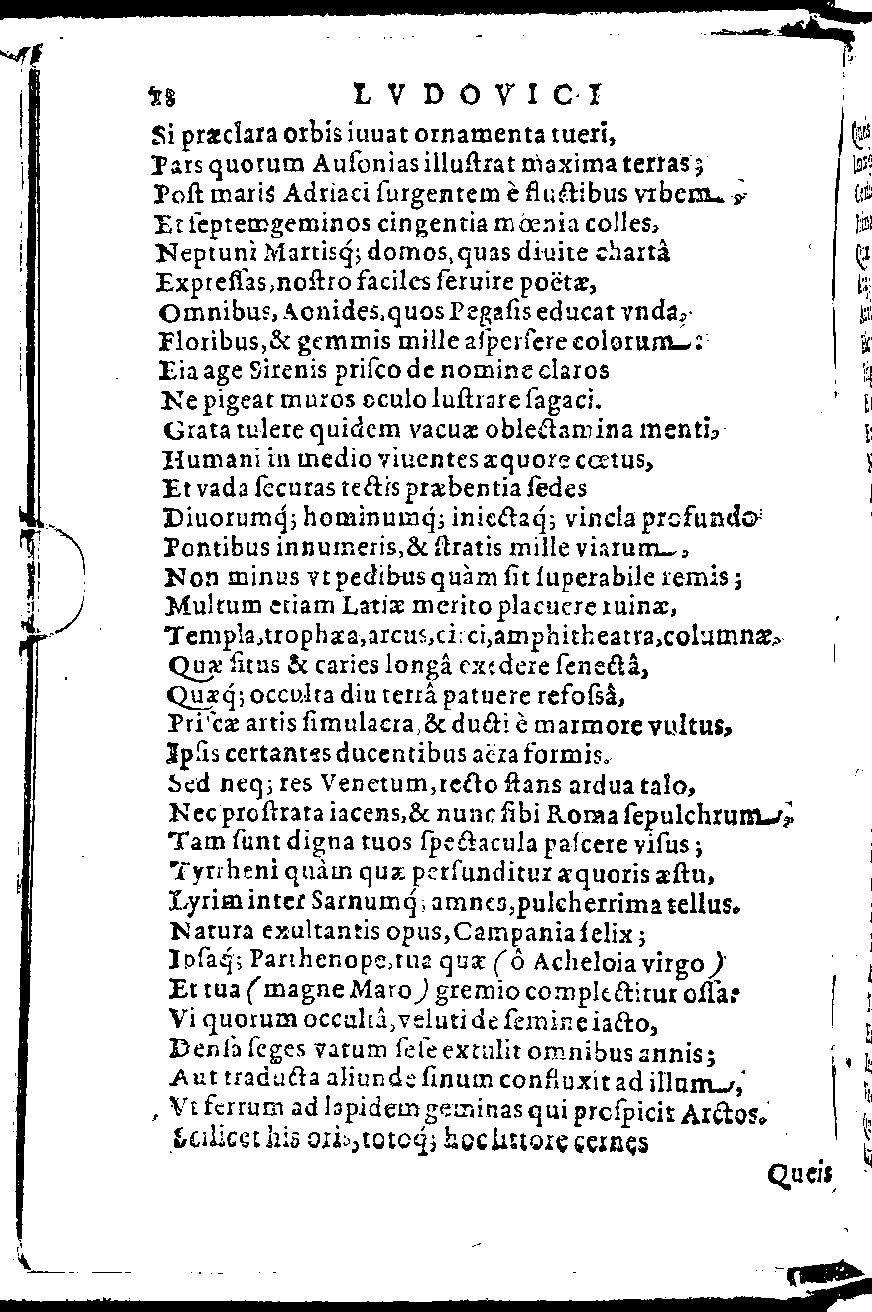 28 LVDOVICI
Si præclara orbis iuuat ornamenta tueri,
Pars quorum Auſonias illuſtrat maxima terras;
Poſt maris Adriaci ſurgentem è fluctibus vrbem,
Et ſeptemgeminos cingentia mœnia colles,
Neptuni Martisq́; domos, quas diuite chartâ
Expreſſas, noſtro faciles ſeruire poëtæ,
Omnibus, Aonides, quos Pegaſis educat vnda,
Floribus, & gemmis mille aſperſere colorum:
Eia age Sirenis priſco de nomine claros
Ne pigeat muros oculo luſtrare ſagaci.
Grata tulere quidem vacuæ oblectamina menti,
Humani in medio viuentes æquore cœtus,
Et vada ſecuras tectis præbentia ſedes
Diuorumq́; hominumq́; iniectaq́; vincla profundo
Pontibus innumeris, & ſtratis mille viarum,
Non minus vt pedibus quàm ſit ſuperabile remis;
Multum etiam Latiæ merito placuere ruinæ,
Templa, trophæa, arcus, circi, amphitheatra, columnæ,
Quæ ſitus & caries longâ exedere ſenectâ,
Quæq́; occulta diu terrâ patuere refoſsâ,
Priſcæ artis ſimulacra, & ducti è marmore vultus,
Ipſis certantes ducentibus aëra formis.
Sed neq; res Venetum, recto ſtans ardua talo,
Nec proſtrata iacens, & nunc ſibi Roma ſepulchrum,
Tam ſunt digna tuos ſpectacula paſcere viſus;
Tyrrheni quàm quæ perfunditur æquoris æſtu,
Lyrim inter Sarnumq́; amnes, pulcherrima tellus.
Natura exultantis opus, Campania felix;
Ipſaq́; Parthenope, tua quæ (ô Acheloia virgo)
Et tua (magne Maro) gremio complectitur oſſa:
Vi quorum occultâ, veluti de ſemine iacto,
Denſa ſeges vatum ſeſe extulit omnibus annis;
Aut traducta aliunde ſinum confluxit ad illum,
Vt ferrum ad lapidem geminas qui proſpicit Arctos.
Scilicet his oris, totoq́; hoc littore cernes
Queis